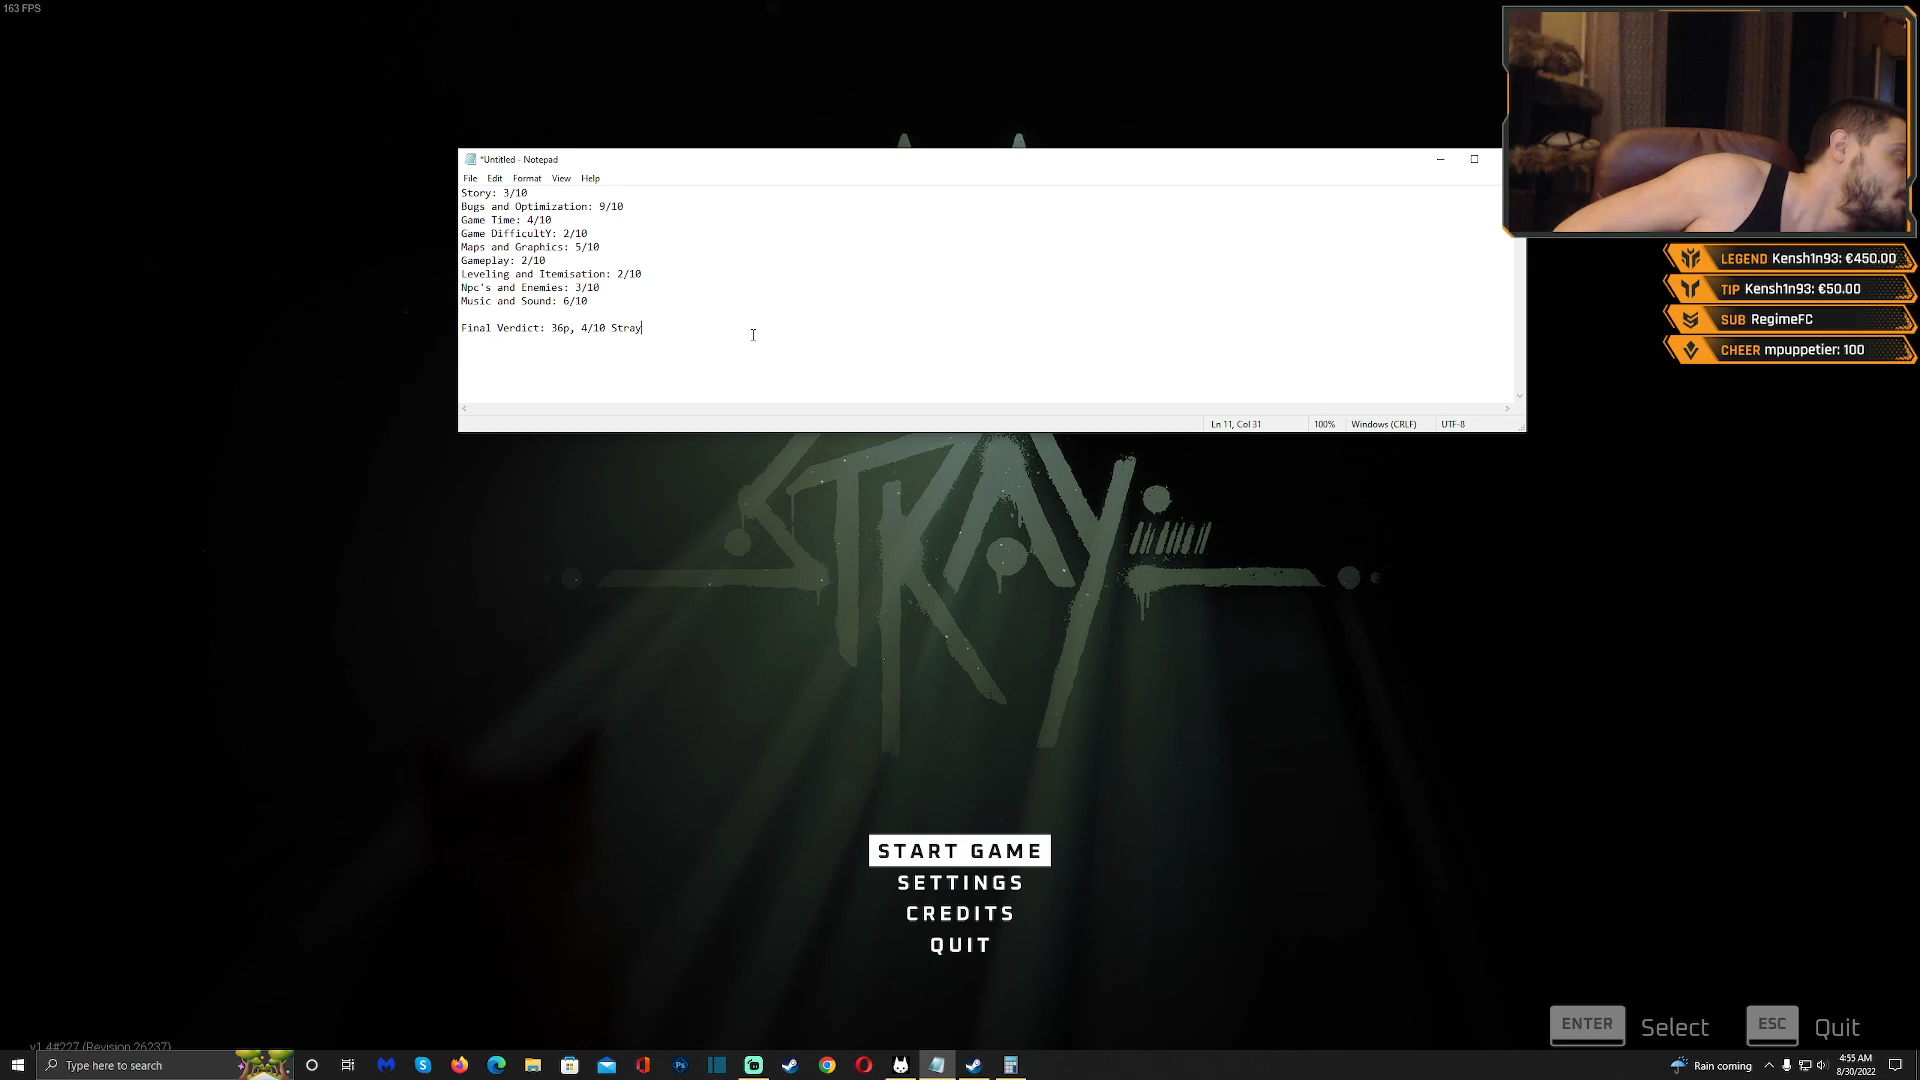 163 FPS
*Untitled - Notepad
File Edit Format View Help
Story: 3/10
Bugs and Optimization: 9/10
Game Time: 4/10
Game DifficultY: 2/10
Maps and Graphics: 5/10
Gameplay: 2/10
Leveling and Itemisation: 2/10
Npc's and Enemies: 3/10
Music and Sound: 6/10
Final Verdict: 36p, 4/10 Stray
Ln 11, Col 31 100% Windows (CRLF) UTF-8
LEGEND Kensh1n93: €450.00
TIP Kensh1n93: €50.00
SUB RegimeFC
CHEER mpuppetier: 100
STRAY
START GAME
SETTINGS
CREDITS
QUIT
ENTER Select ESC Quit
v1.4#227 (Revision 26237)
Type here to search
Rain coming
4:55 AM
8/30/2022